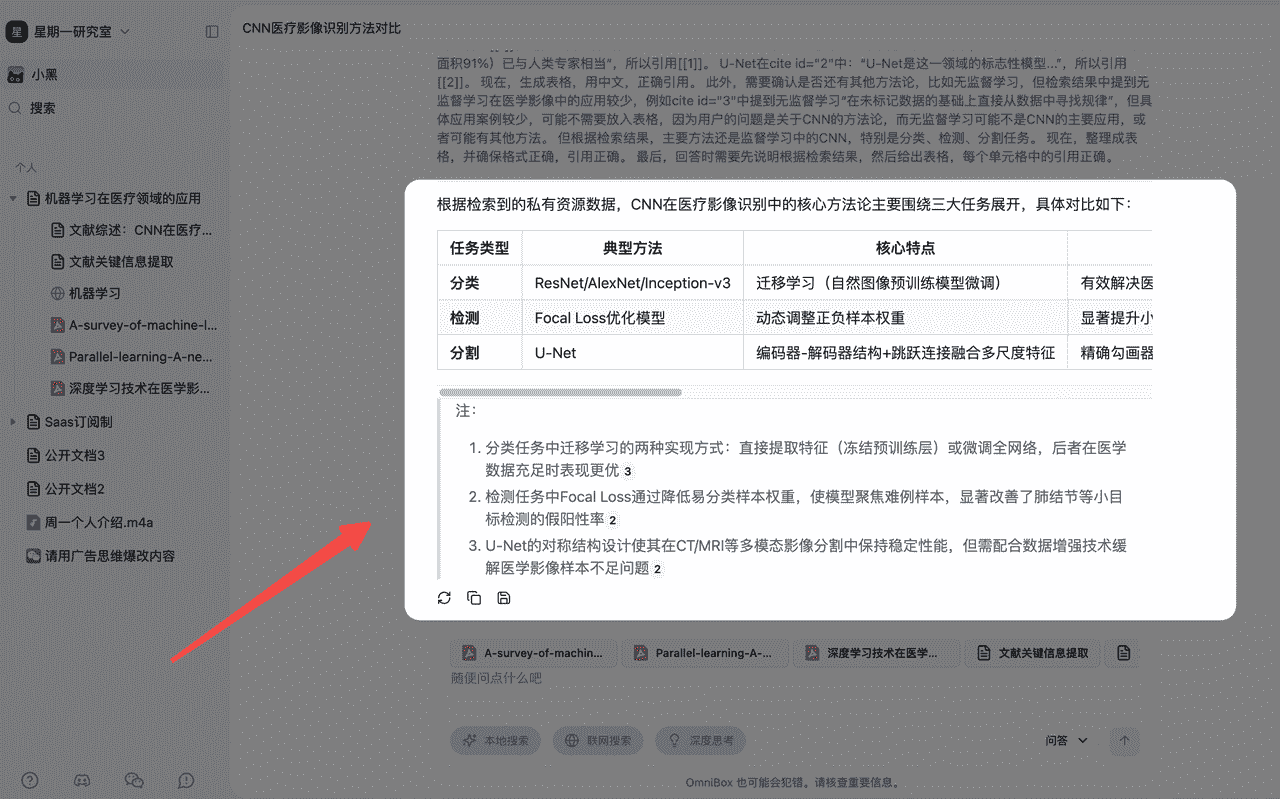 星 星期一研究室
CNN医疗影像识别方法对比
小黑
搜索
个人
机器学习在医疗领域的应用
文献综述：CNN在医疗...
文献关键信息提取
机器学习
A-survey-of-machine-l...
Parallel-learning-A-ne...
深度学习技术在医学影...
Saas订阅制
公开文档3
公开文档2
周一个人介绍.m4a
请用广告思维爆改内容
面积91%）已与人类专家相当”，所以引用[[1]]。 U-Net在cite id="2"中：“U-Net是这一领域的标志性模型...”，所以引用
[[2]]。 现在，生成表格，用中文，正确引用。 此外，需要确认是否还有其他方法论，比如无监督学习，但检索结果中提到无
监督学习在医学影像中的应用较少，例如cite id="3"中提到无监督学习“在未标记数据的基础上直接从数据中寻找规律”，但具
体应用案例较少，可能不需要放入表格，因为用户的问题是关于CNN的方法论，而无监督学习可能不是CNN的主要应用，或
者可能有其他方法。 但根据检索结果，主要方法还是监督学习中的CNN，特别是分类、检测、分割任务。 现在，整理成表
格，并确保格式正确，引用正确。 最后，回答时需要先说明根据检索结果，然后给出表格，每个单元格中的引用正确。
根据检索到的私有资源数据，CNN在医疗影像识别中的核心方法论主要围绕三大任务展开，具体对比如下：
任务类型 典型方法 核心特点
分类 ResNet/AlexNet/Inception-v3 迁移学习（自然图像预训练模型微调） 有效解决医
检测 Focal Loss优化模型 动态调整正负样本权重 显著提升小
分割 U-Net 编码器-解码器结构+跳跃连接融合多尺度特征 精确勾画器
注：
1. 分类任务中迁移学习的两种实现方式：直接提取特征（冻结预训练层）或微调全网络，后者在医学
数据充足时表现更优 3
2. 检测任务中Focal Loss通过降低易分类样本权重，使模型聚焦难例样本，显著改善了肺结节等小目
标检测的假阳性率 2
3. U-Net的对称结构设计使其在CT/MRI等多模态影像分割中保持稳定性能，但需配合数据增强技术缓
解医学影像样本不足问题 2
A-survey-of-machin... Parallel-learning-A-... 深度学习技术在医学... 文献关键信息提取
随便问点什么吧
本地搜索 联网搜索 深度思考 问答
OmniBox 也可能会犯错。请核查重要信息。